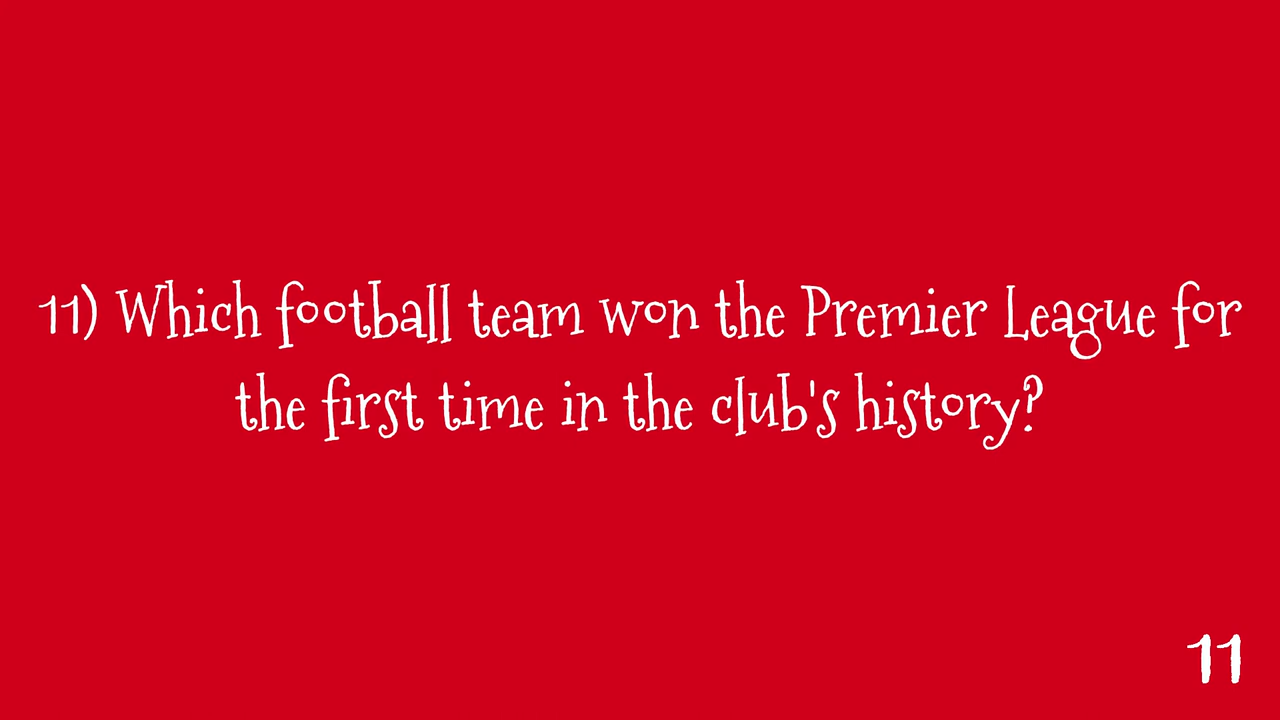 11) Which football team won the Premier League for
the first time in the club's history?
11